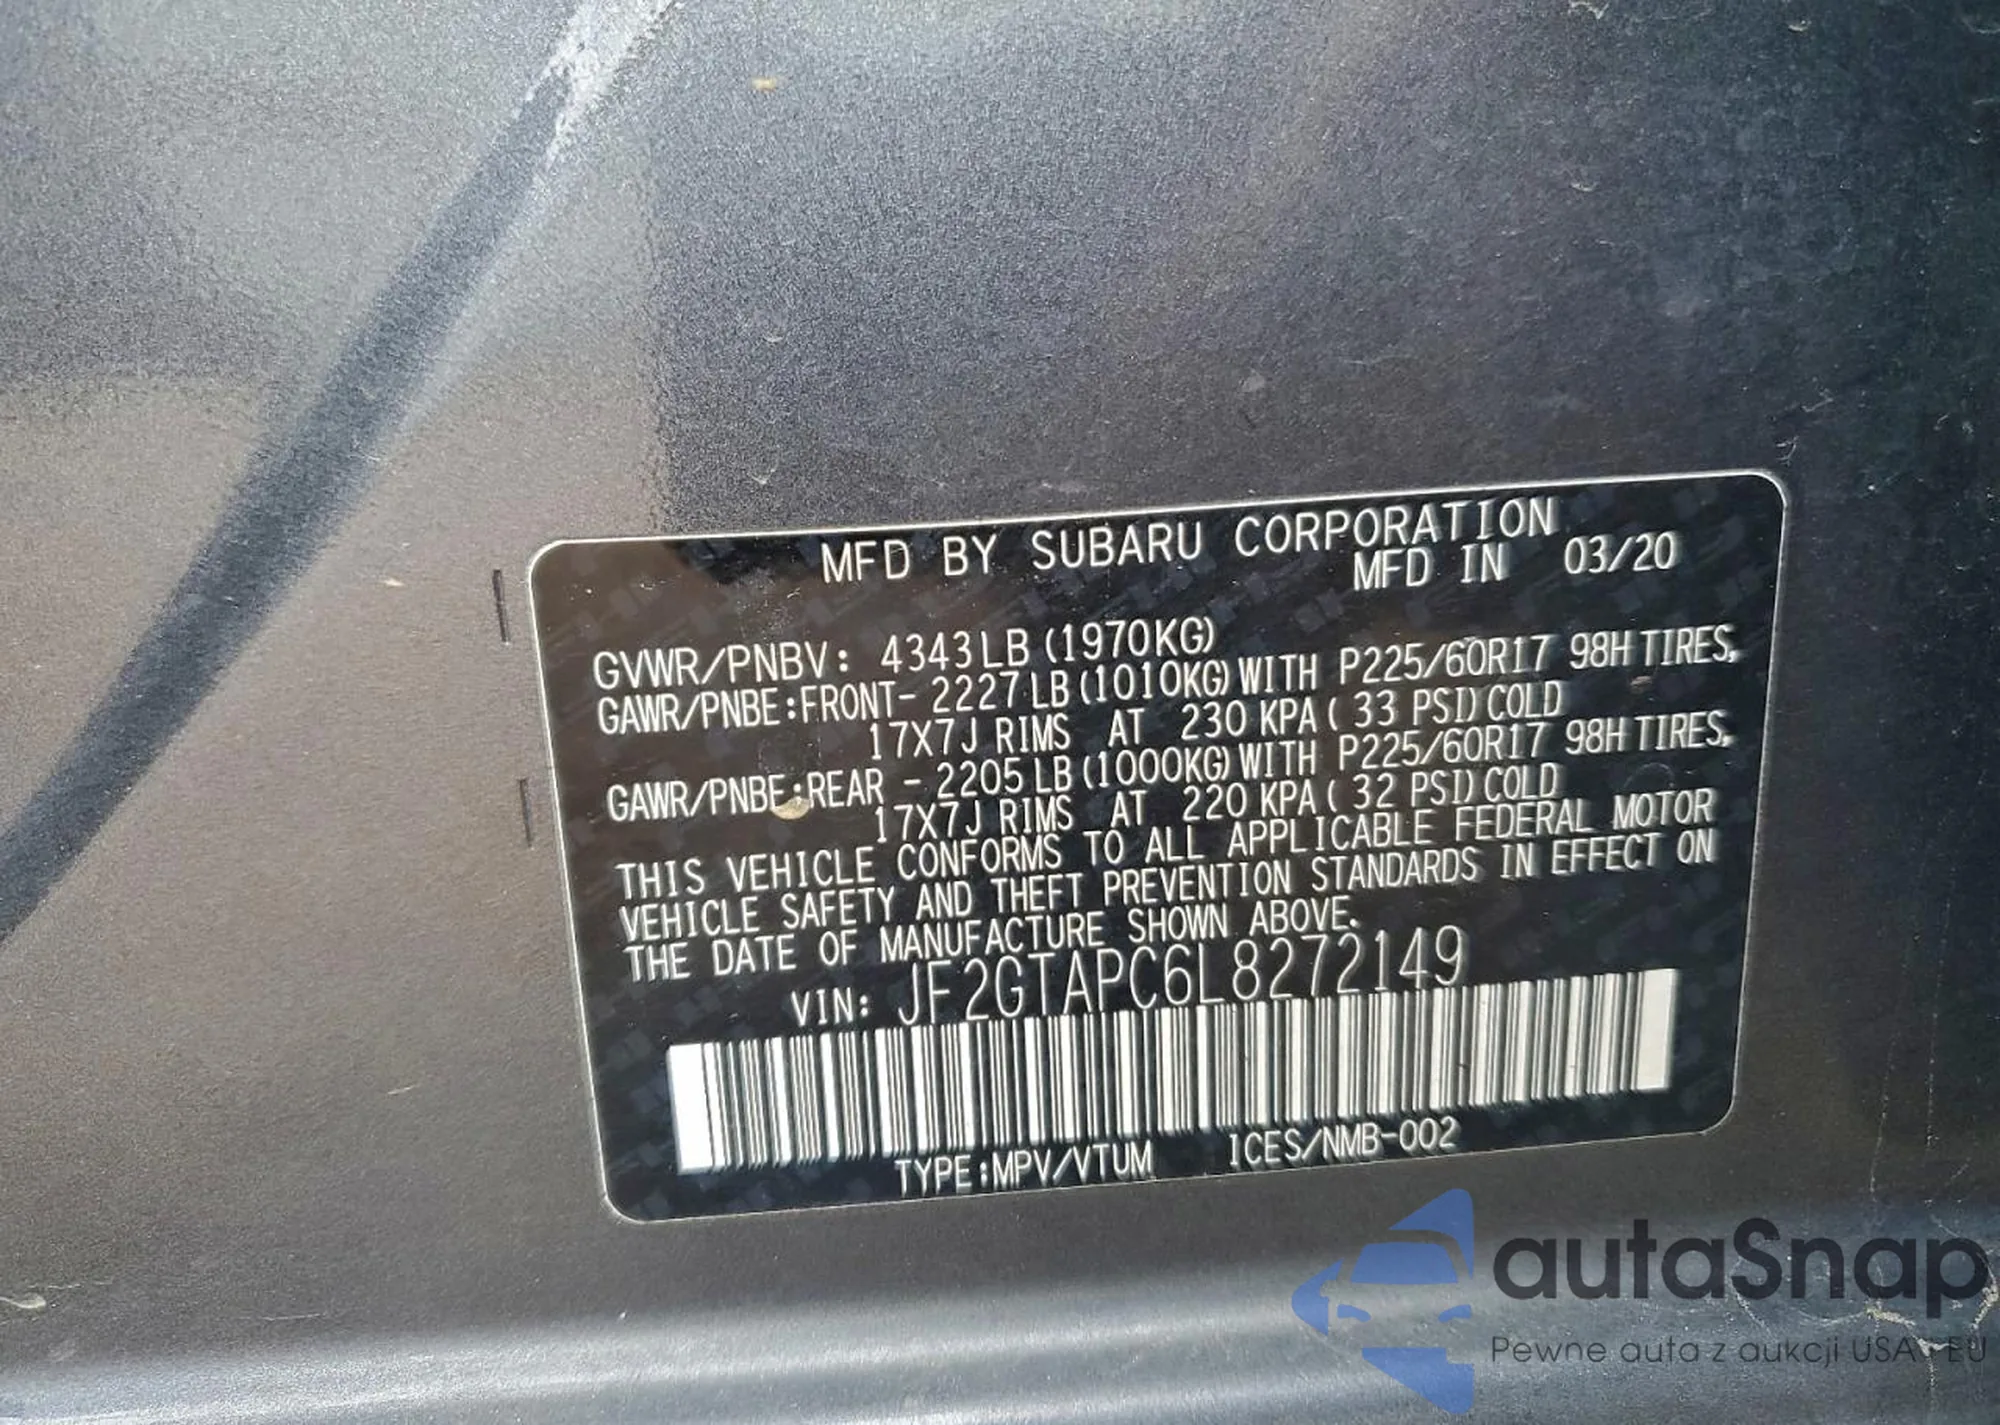 MFD BY SUBARU CORPORATION
MFD IN 03/20
GVWR/PNBV: 4343LB (1970KG)
GAWR/PNBE:FRONT- 2227LB(1010KG)WITH P225/60R17 98H TIRES,
17X7J RIMS AT 230 KPA( 33 PSI)COLD
GAWR/PNBE:REAR - 2205LB(1000KG)WITH P225/60R17 98H TIRES,
17X7J RIMS AT 220 KPA( 32 PSI)COLD
THIS VEHICLE CONFORMS TO ALL APPLICABLE FEDERAL MOTOR
VEHICLE SAFETY AND THEFT PREVENTION STANDARDS IN EFFECT ON
THE DATE OF MANUFACTURE SHOWN ABOVE.
VIN: JF2GTAPC6L8272149
TYPE:MPV/VTUM ICES/NMB-002
autaSnap
Pewne auta z aukcji USA i EU